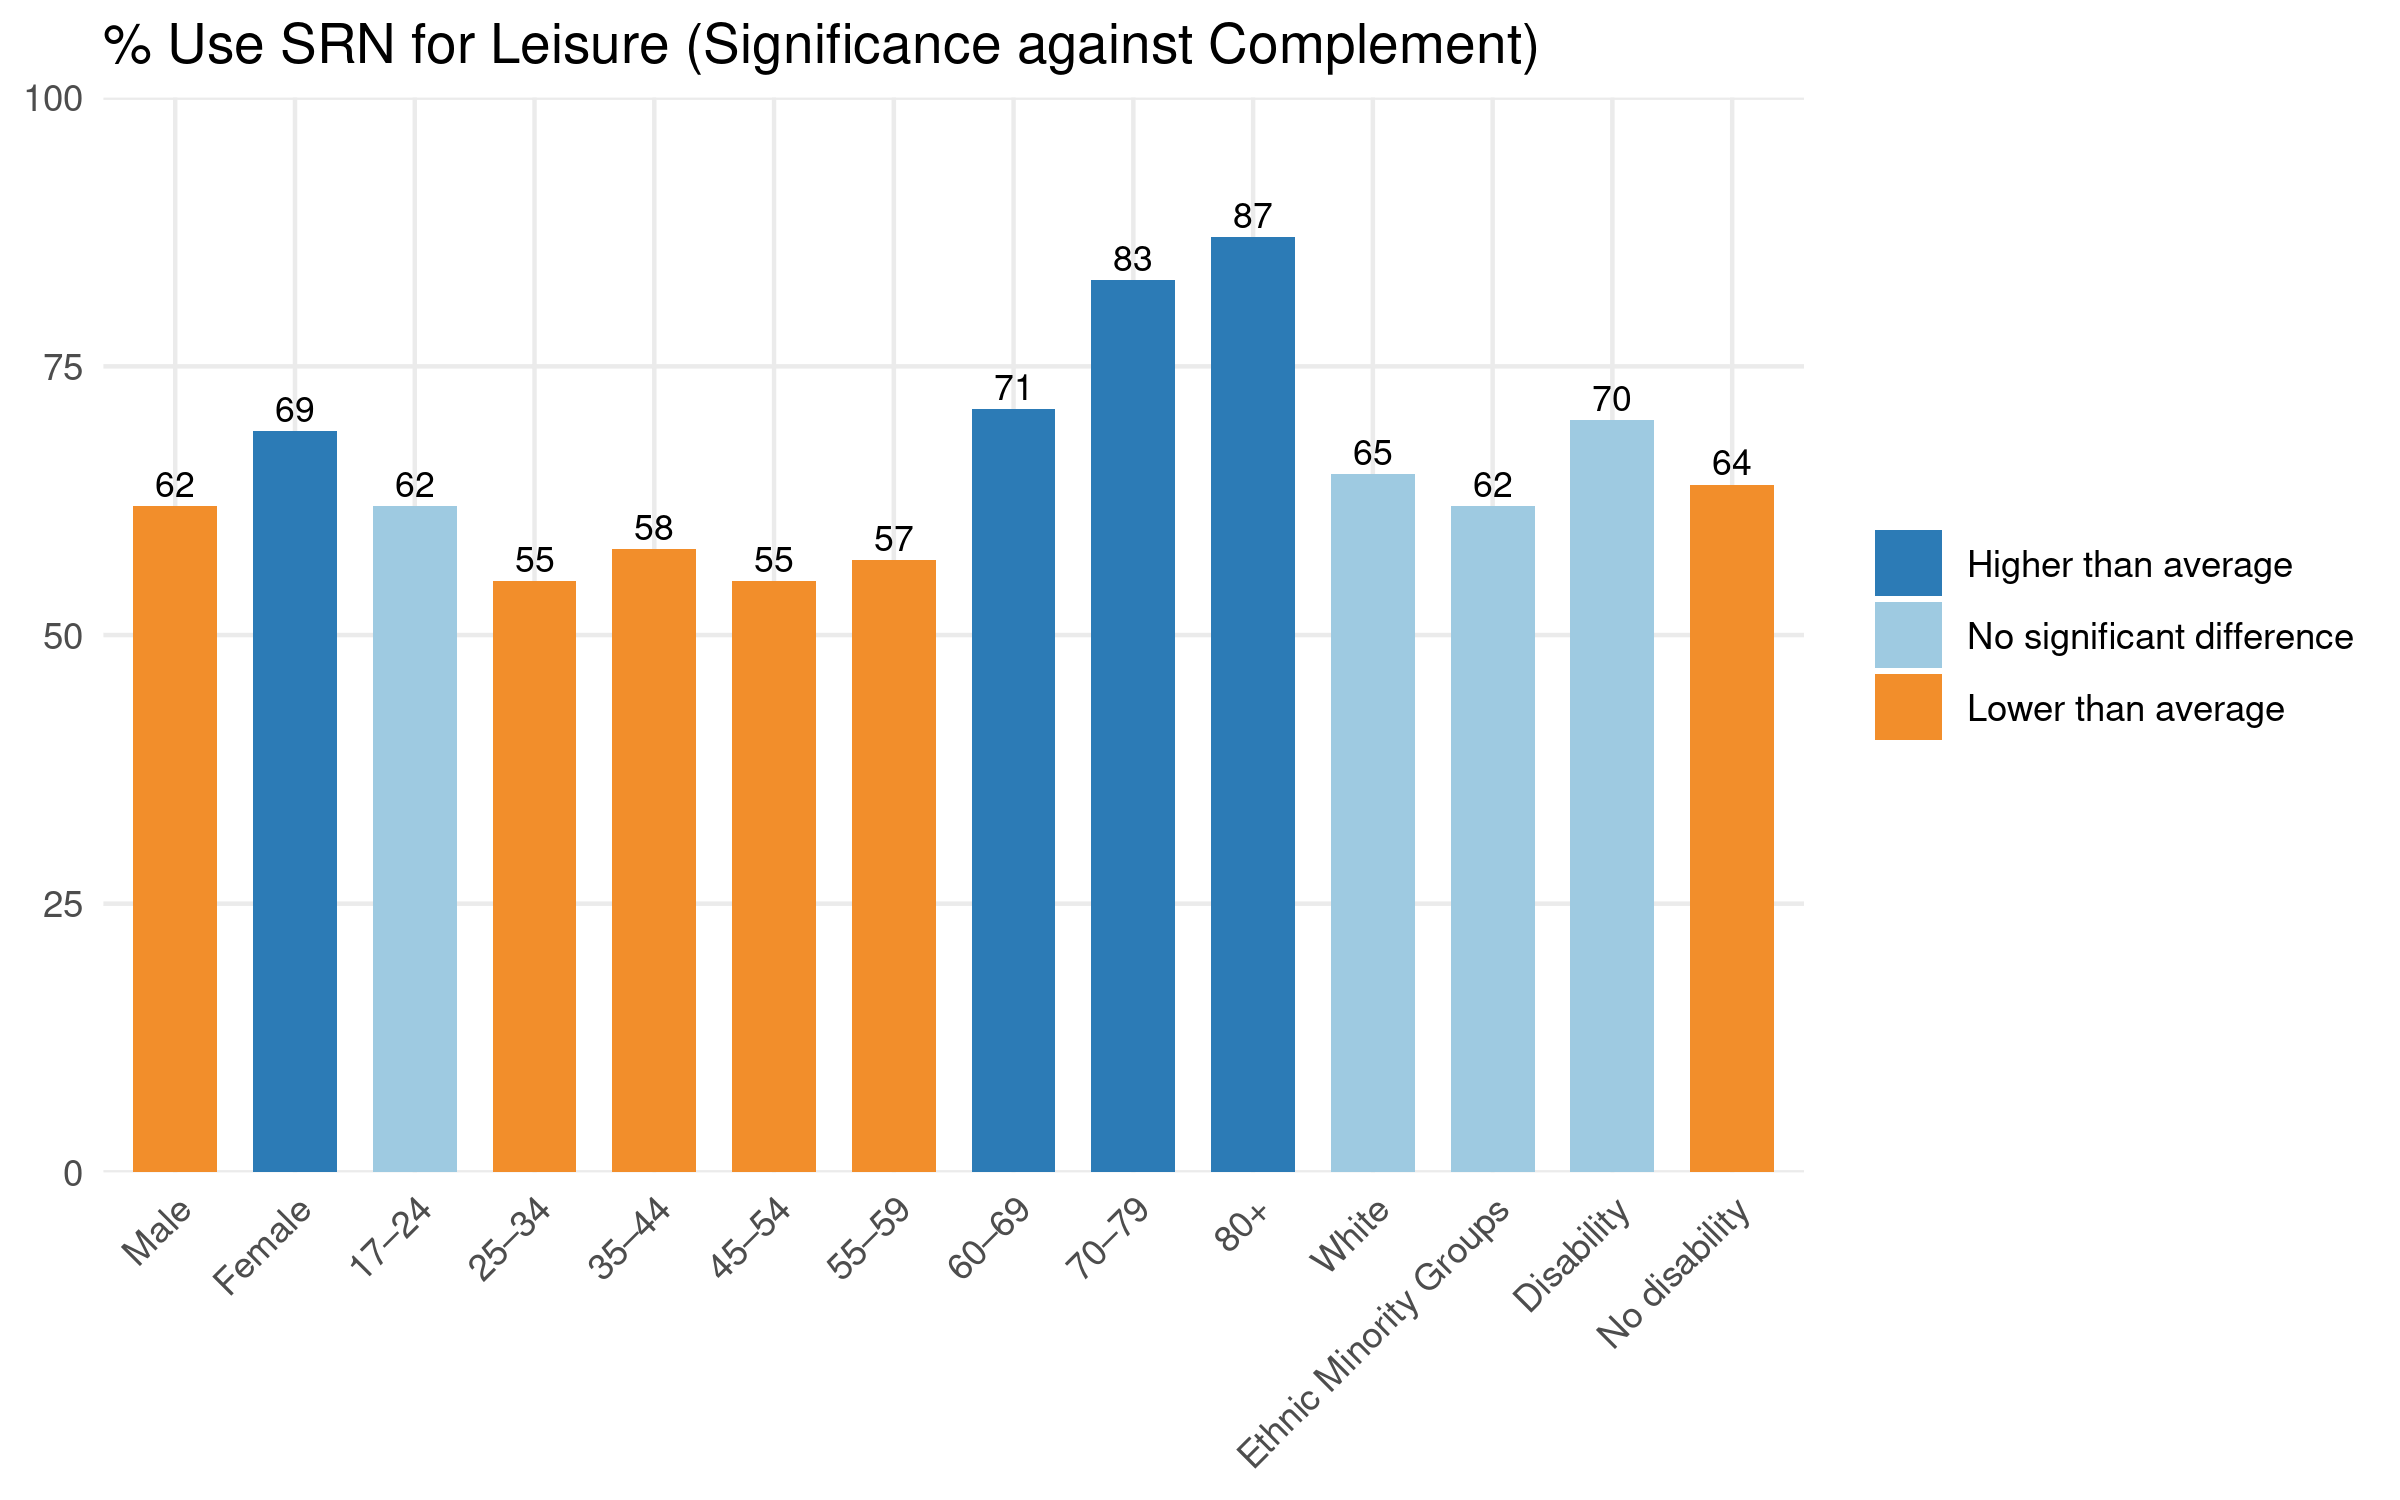 % Use SRN for Leisure (Significance against Complement)
100
75
50
25
0
62
69
62
55
58
55
57
71
83
87
65
62
70
64
Male
Female
17–24
25–34
35–44
45–54
55–59
60–69
70–79
80+
White
Ethnic Minority Groups
Disability
No disability
Higher than average
No significant difference
Lower than average